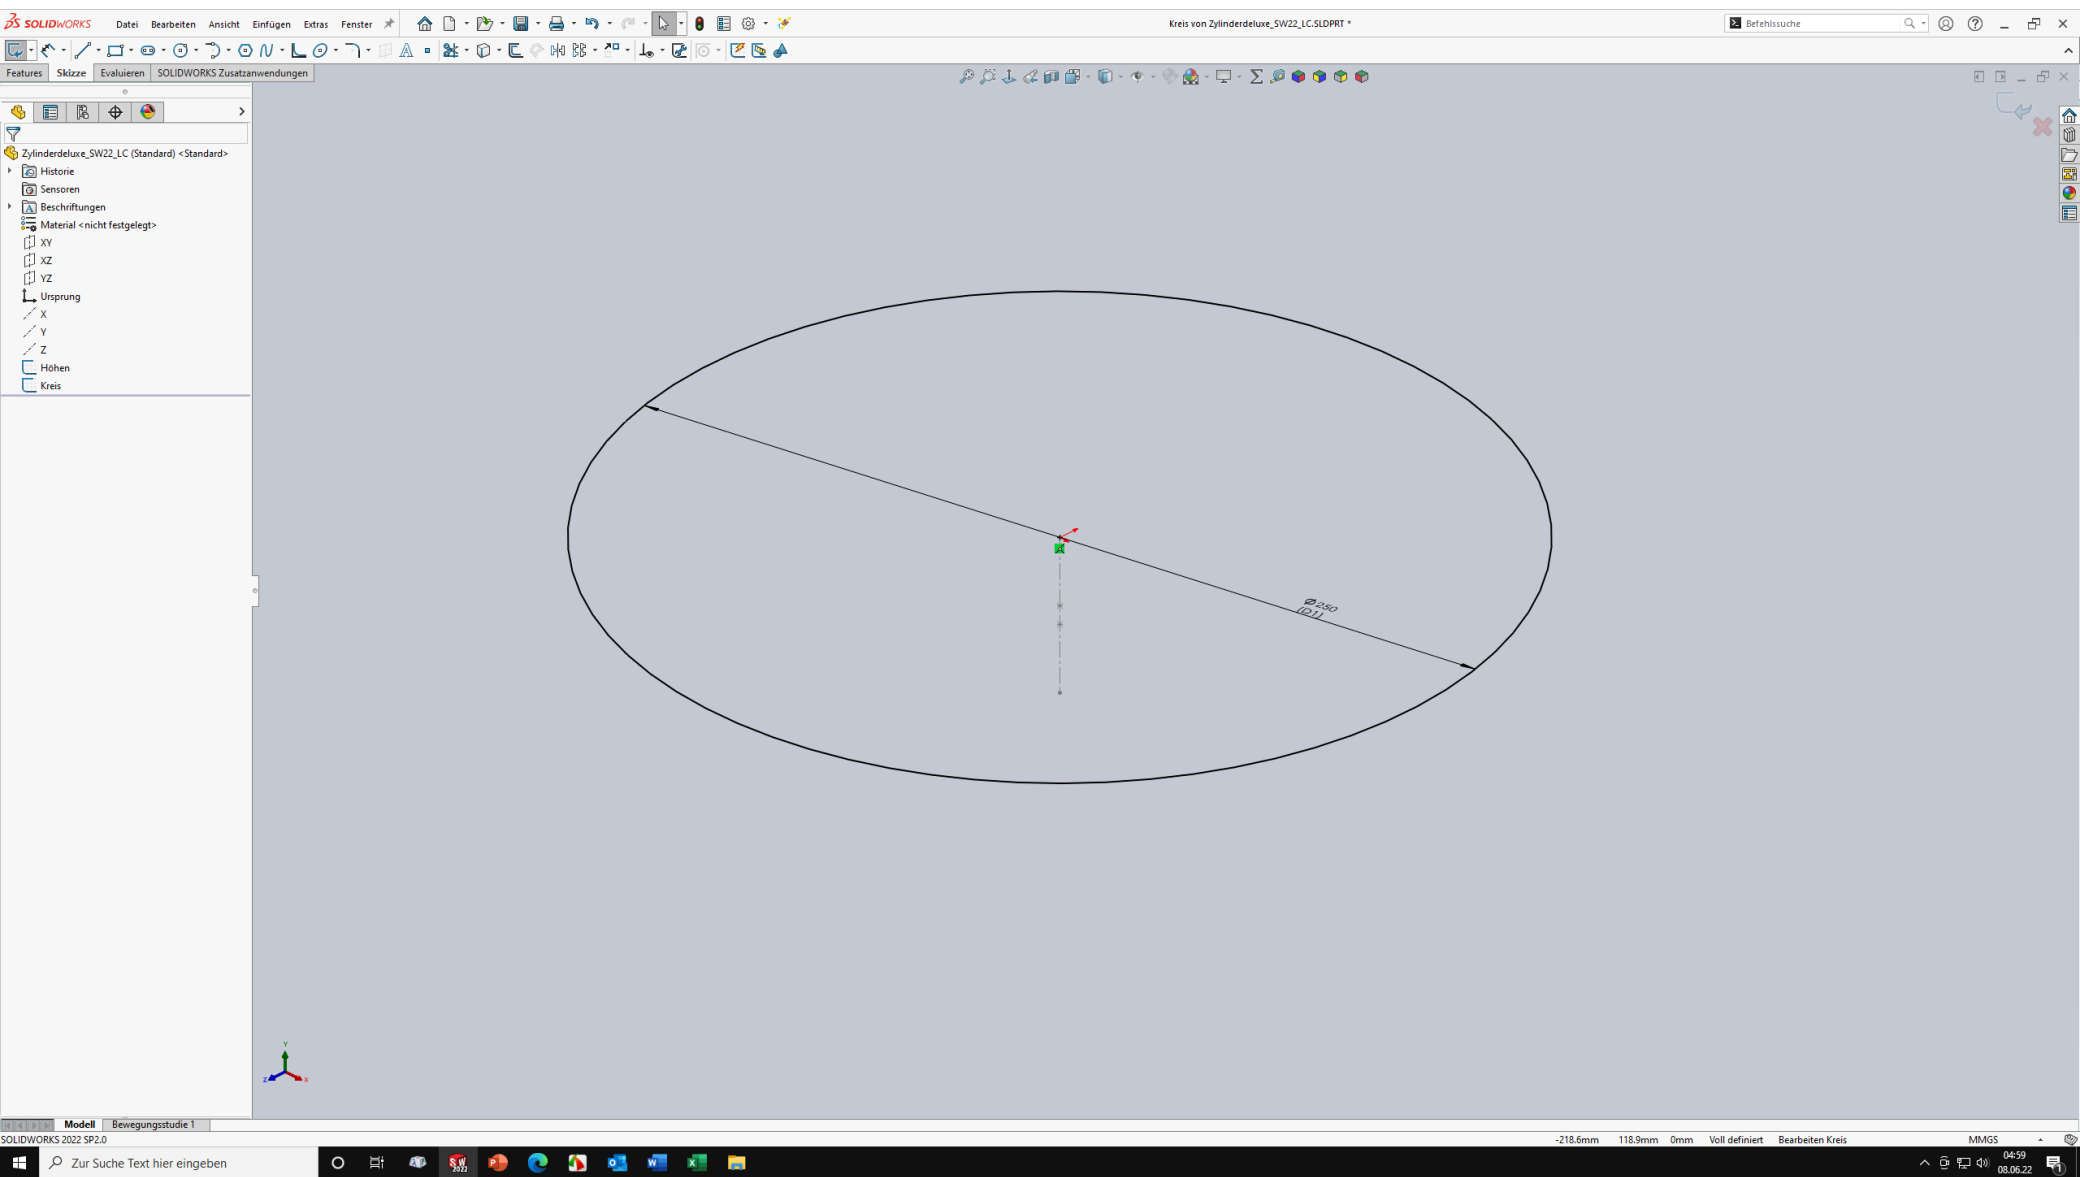 SOLIDWORKS Datei Bearbeiten Ansicht Einfügen Extras Fenster Kreis von Zylinderdeluxe_SW22_LC.SLDPRT * Befehlssuche
Features Skizze Evaluieren SOLIDWORKS Zusatzanwendungen
Zylinderdeluxe_SW22_LC (Standard) <Standard>
Historie
Sensoren
Beschriftungen
Material <nicht festgelegt>
XY
XZ
YZ
Ursprung
X
Y
Z
Höhen
Kreis
Ø250
(D1)
Y
Z X
Modell Bewegungsstudie 1
SOLIDWORKS 2022 SP2.0 -218.6mm 118.9mm 0mm Voll definiert Bearbeiten Kreis MMGS
Zur Suche Text hier eingeben
04:59
08.06.22